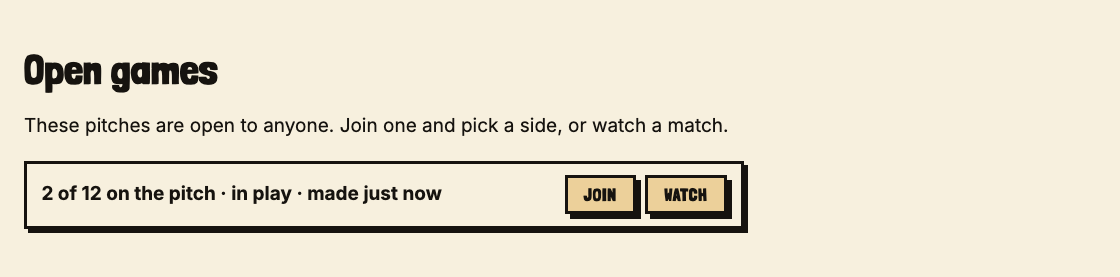 Open games
These pitches are open to anyone. Join one and pick a side, or watch a match.
2 of 12 on the pitch · in play · made just now
JOIN
WATCH